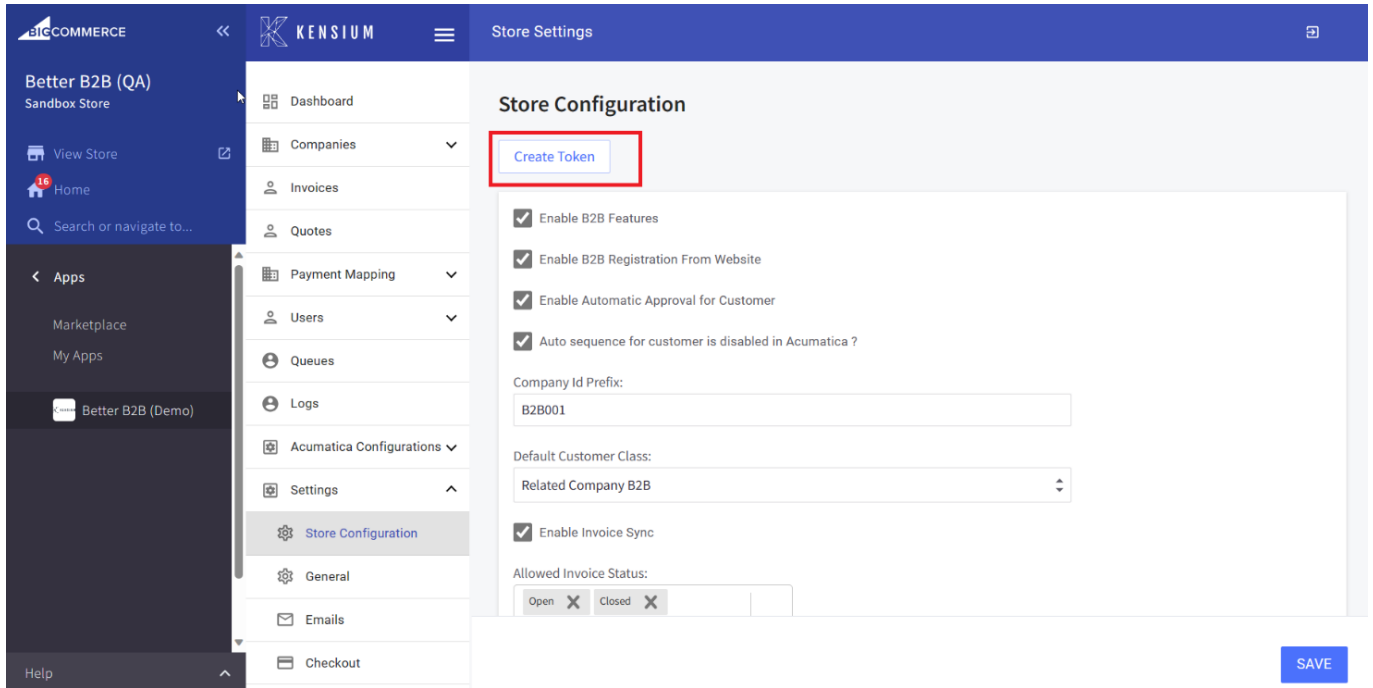 BIGCOMMERCE
Better B2B (QA)
Sandbox Store
View Store
16
Home
Search or navigate to...
Apps
Marketplace
My Apps
Better B2B (Demo)
Help
KENSIUM
Dashboard
Companies
Invoices
Quotes
Payment Mapping
Users
Queues
Logs
Acumatica Configurations
Settings
Store Configuration
General
Emails
Checkout
Store Settings
Store Configuration
Create Token
Enable B2B Features
Enable B2B Registration From Website
Enable Automatic Approval for Customer
Auto sequence for customer is disabled in Acumatica ?
Company Id Prefix:
B2B001
Default Customer Class:
Related Company B2B
Enable Invoice Sync
Allowed Invoice Status:
Open Closed
SAVE